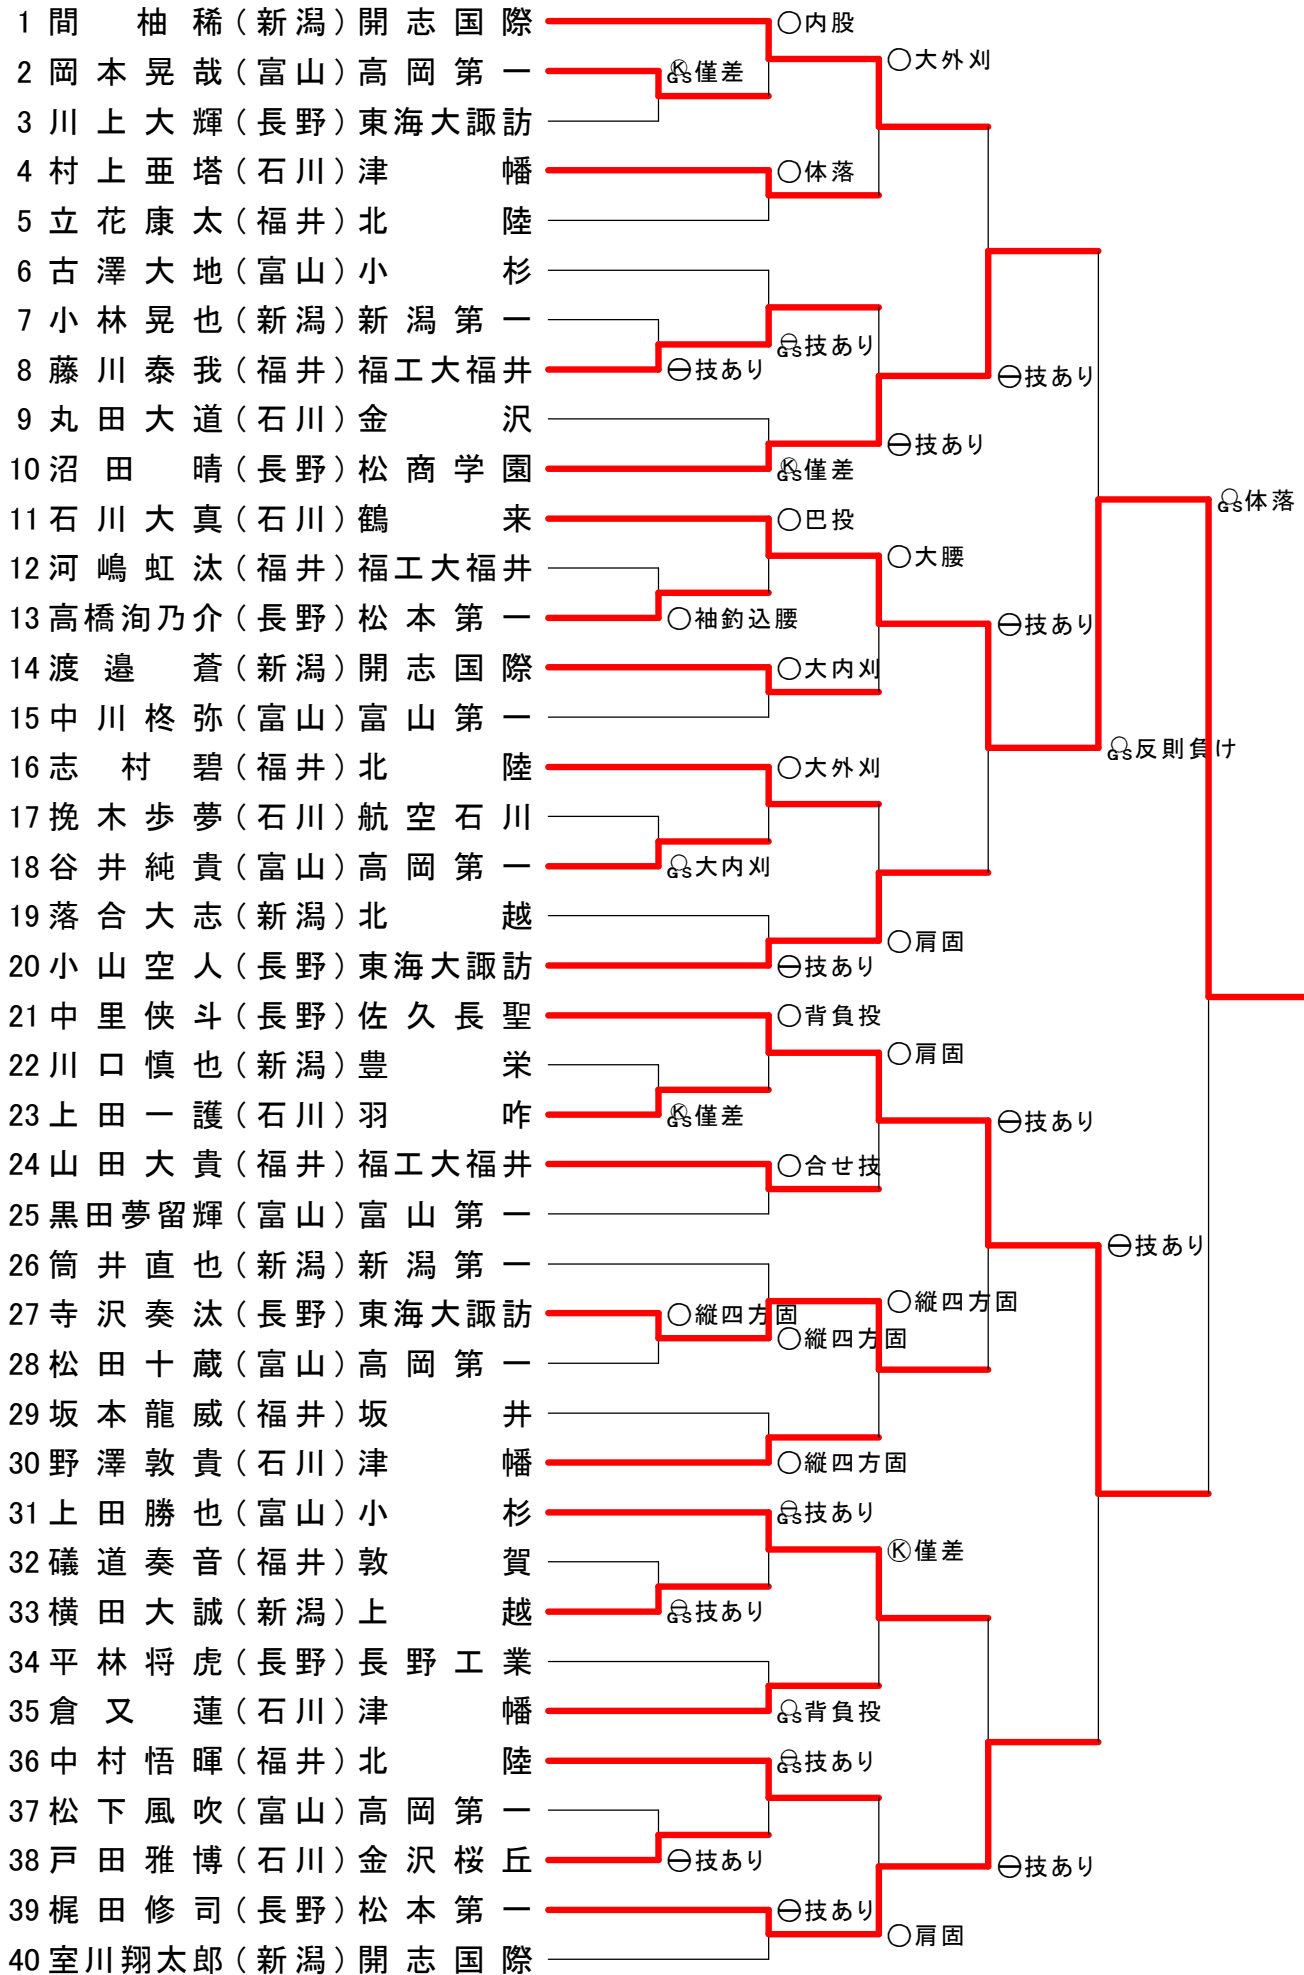 1 間 柚 稀 (新潟) 開 志 国 際
2 岡 本 晃 哉 (富山) 高 岡 第 一
3 川 上 大 輝 (長野) 東海大諏訪
4 村 上 亜 塔 (石川) 津 幡
5 立 花 康 太 (福井) 北 陸
6 古 澤 大 地 (富山) 小 杉
7 小 林 晃 也 (新潟) 新 潟 第 一
8 藤 川 泰 我 (福井) 福工大福井
9 丸 田 大 道 (石川) 金 沢
10 沼 田 晴 (長野) 松 商 学 園
11 石 川 大 真 (石川) 鶴 来
12 河 嶋 虹 汰 (福井) 福工大福井
13 高橋洵乃介 (長野) 松 本 第 一
14 渡 邉 蒼 (新潟) 開 志 国 際
15 中 川 柊 弥 (富山) 富 山 第 一
16 志 村 碧 (福井) 北 陸
17 挽 木 歩 夢 (石川) 航 空 石 川
18 谷 井 純 貴 (富山) 高 岡 第 一
19 落 合 大 志 (新潟) 北 越
20 小 山 空 人 (長野) 東海大諏訪
21 中 里 侠 斗 (長野) 佐 久 長 聖
22 川 口 慎 也 (新潟) 豊 栄
23 上 田 一 護 (石川) 羽 咋
24 山 田 大 貴 (福井) 福工大福井
25 黒田夢留輝 (富山) 富 山 第 一
26 筒 井 直 也 (新潟) 新 潟 第 一
27 寺 沢 奏 汰 (長野) 東海大諏訪
28 松 田 十 蔵 (富山) 高 岡 第 一
29 坂 本 龍 威 (福井) 坂 井
30 野 澤 敦 貴 (石川) 津 幡
31 上 田 勝 也 (富山) 小 杉
32 礒 道 奏 音 (福井) 敦 賀
33 横 田 大 誠 (新潟) 上 越
34 平 林 将 虎 (長野) 長 野 工 業
35 倉 又 蓮 (石川) 津 幡
36 中 村 悟 暉 (福井) 北 陸
37 松 下 風 吹 (富山) 高 岡 第 一
38 戸 田 雅 博 (石川) 金 沢 桜 丘
39 梶 田 修 司 (長野) 松 本 第 一
40 室川翔太郎 (新潟) 開 志 国 際
Ⓚ GS 僅差
⊖技あり
○袖釣込腰
○ GS 大内刈
Ⓚ GS 僅差
○縦四方固
⊖ GS 技あり
⊖技あり
○内股
○体落
⊖ GS 技あり
Ⓚ GS 僅差
○巴投
○大内刈
○大外刈
⊖技あり
○背負投
○合せ技
○縦四方固
○縦四方固
⊖ GS 技あり
○ GS 背負投
⊖ GS 技あり
⊖技あり
○大外刈
⊖技あり
○大腰
○肩固
○肩固
○縦四方固
Ⓚ僅差
○肩固
⊖技あり
⊖技あり
⊖技あり
⊖技あり
○ GS 反則負け
⊖技あり
○ GS 体落